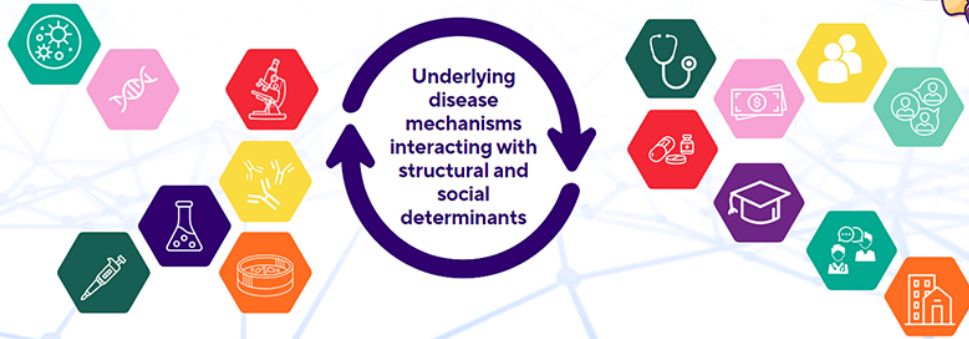 Underlying
disease
mechanisms
interacting with
structural and
social
determinants
$